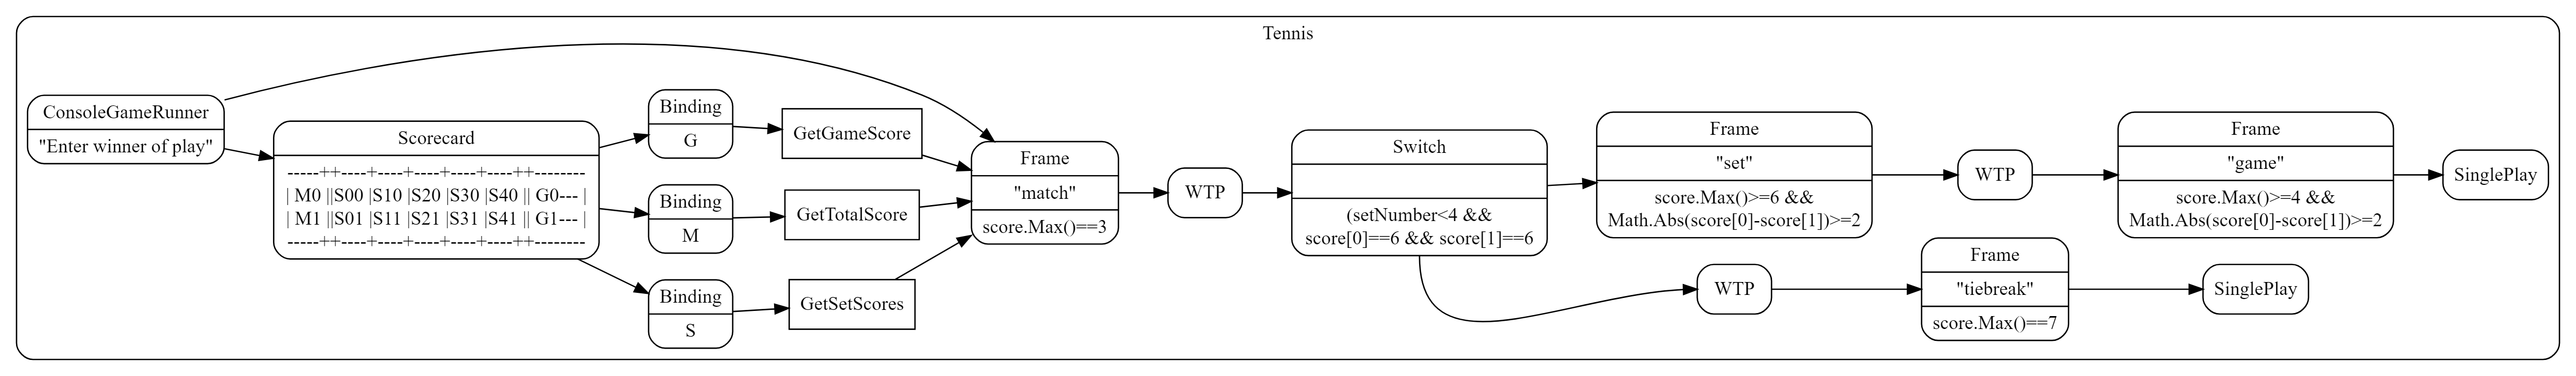 Tennis
ConsoleGameRunner
"Enter winner of play"
Scorecard
-----++----+----+----+----+----++--------
| M0 ||S00 |S10 |S20 |S30 |S40 || G0--- |
| M1 ||S01 |S11 |S21 |S31 |S41 || G1--- |
-----++----+----+----+----+----++--------
Binding
G
GetGameScore
Binding
M
GetTotalScore
Binding
S
GetSetScores
Frame
"match"
score.Max()==3
WTP
Switch
(setNumber<4 &&
score[0]==6 && score[1]==6
Frame
"set"
score.Max()>=6 &&
Math.Abs(score[0]-score[1])>=2
WTP
Frame
"game"
score.Max()>=4 &&
Math.Abs(score[0]-score[1])>=2
SinglePlay
WTP
Frame
"tiebreak"
score.Max()==7
SinglePlay